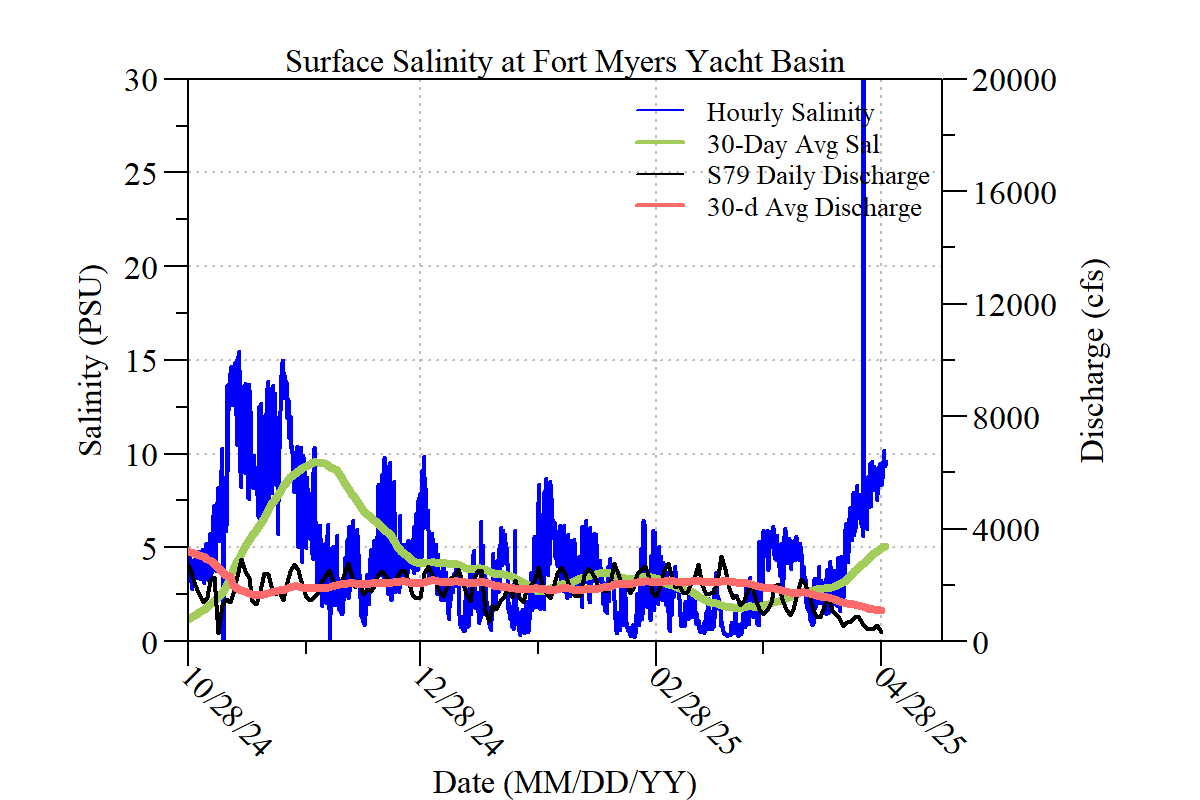 Surface Salinity at Fort Myers Yacht Basin
30
25
20
15
10
5
0
Salinity (PSU)
Hourly Salinity
30-Day Avg Sal
S79 Daily Discharge
30-d Avg Discharge
20000
16000
12000
8000
4000
0
Discharge (cfs)
10/28/24
12/28/24
02/28/25
04/28/25
Date (MM/DD/YY)